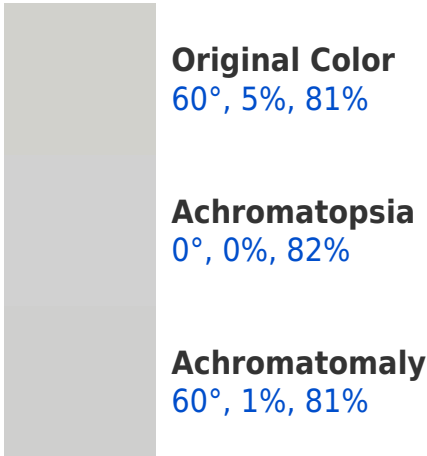 Original Color
60°, 5%, 81%
Achromatopsia
0°, 0%, 82%
Achromatomaly
60°, 1%, 81%